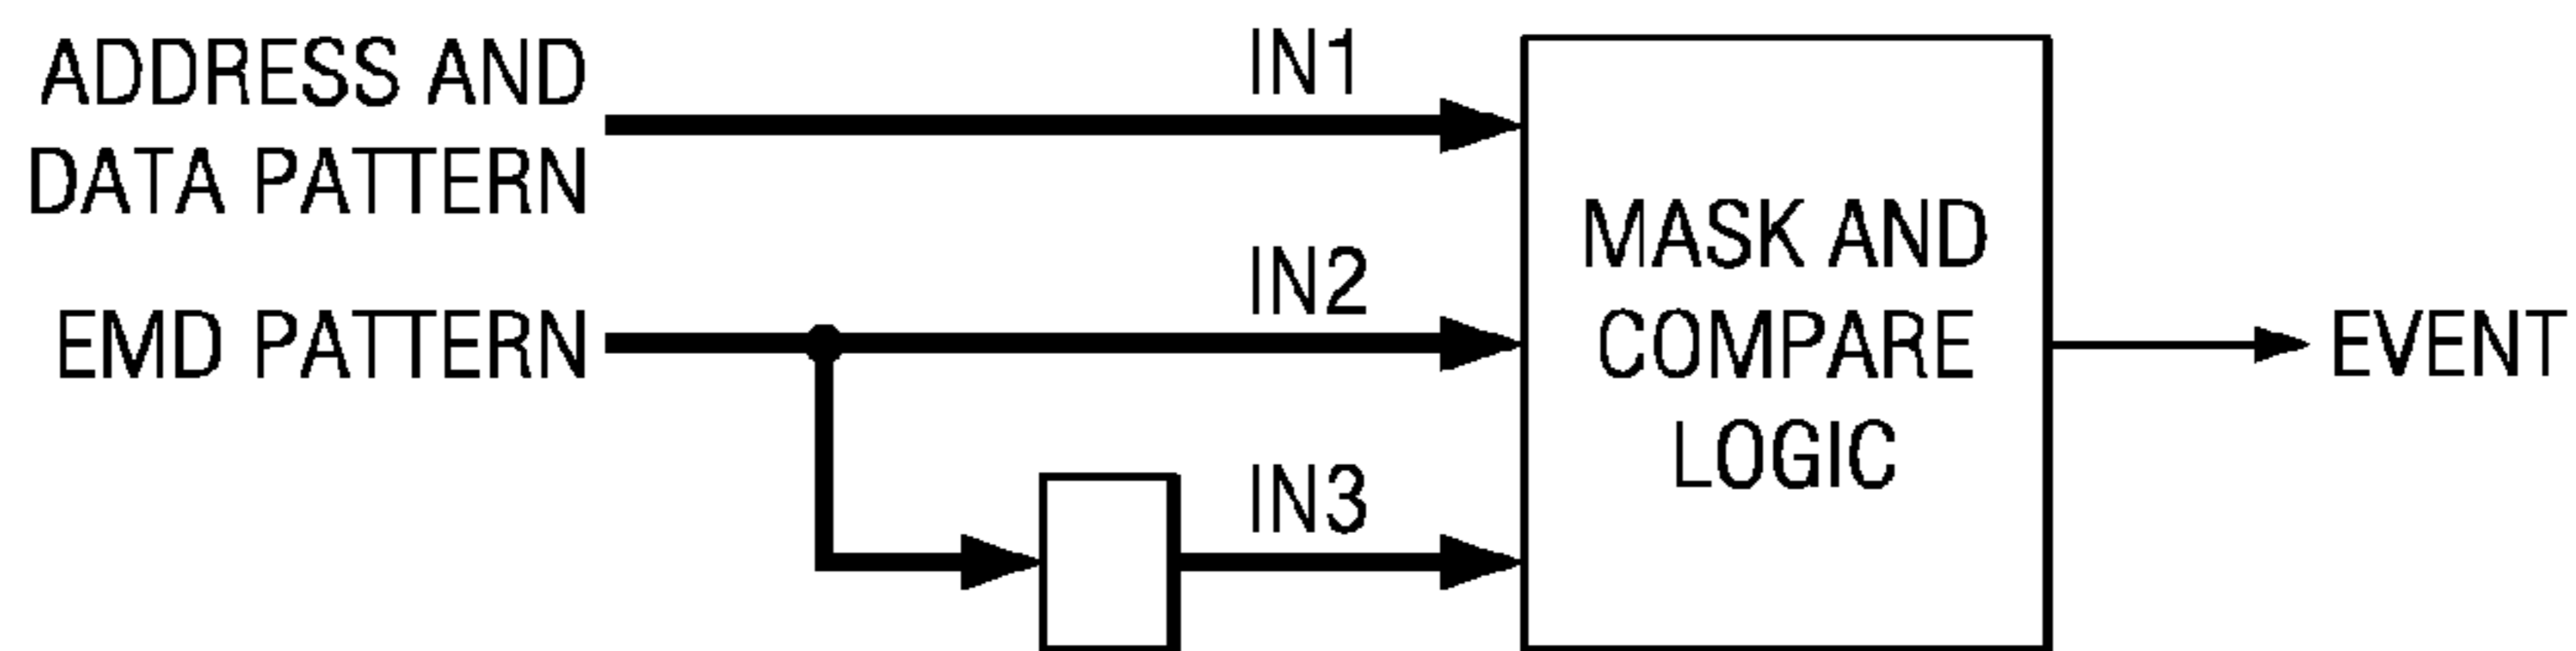 ADDRESS AND
DATA PATTERN
IN1
EMD PATTERN
IN2
IN3
MASK AND
COMPARE
LOGIC
EVENT